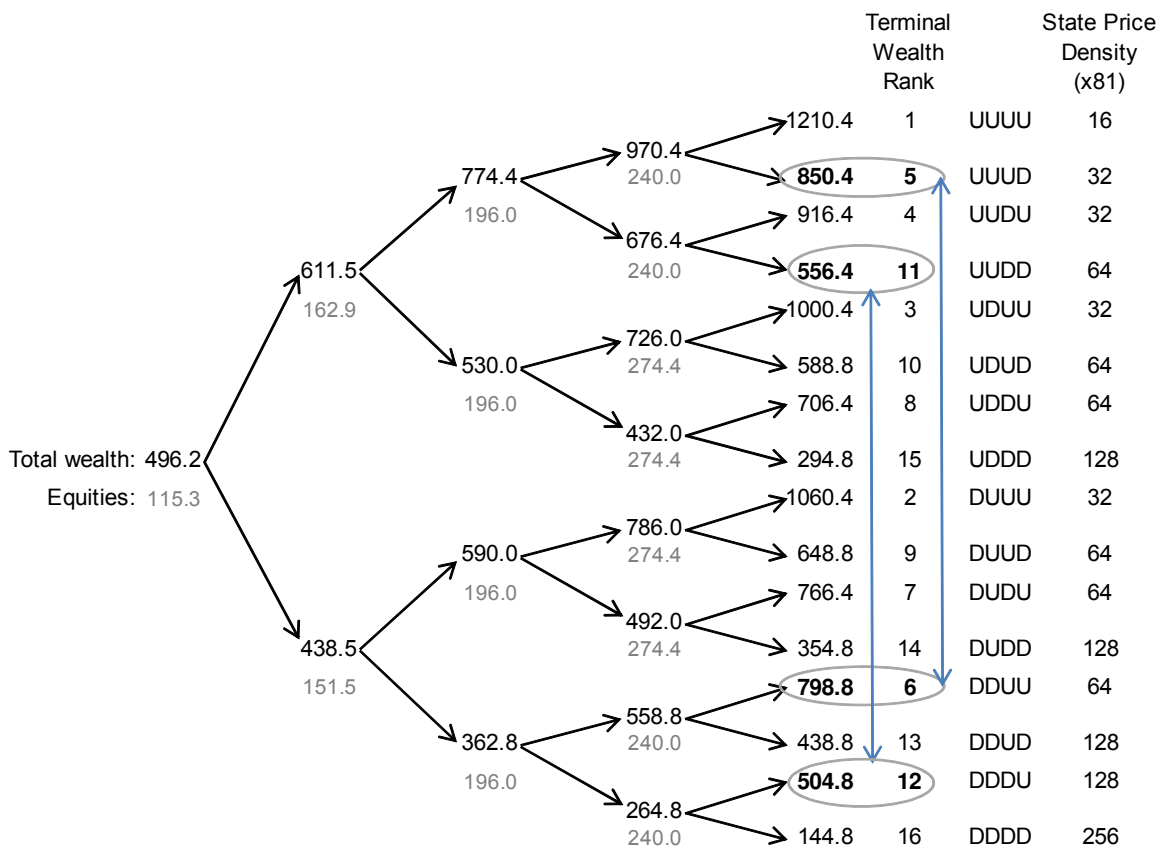 Terminal Wealth Rank
State Price Density (x81)
1210.4 1 UUUU 16
970.4
240.0
774.4
196.0
850.4 5 UUUD 32
916.4 4 UUDU 32
676.4
240.0
611.5
162.9
556.4 11 UUDD 64
1000.4 3 UDUU 32
726.0
274.4
530.0
196.0
588.8 10 UDUD 64
706.4 8 UDDU 64
432.0
274.4
Total wealth: 496.2
Equities: 115.3
294.8 15 UDDD 128
1060.4 2 DUUU 32
786.0
274.4
590.0
196.0
648.8 9 DUUD 64
766.4 7 DUDU 64
492.0
274.4
438.5
151.5
354.8 14 DUDD 128
798.8 6 DDUU 64
558.8
240.0
362.8
196.0
438.8 13 DDUD 128
504.8 12 DDDU 128
264.8
240.0
144.8 16 DDDD 256